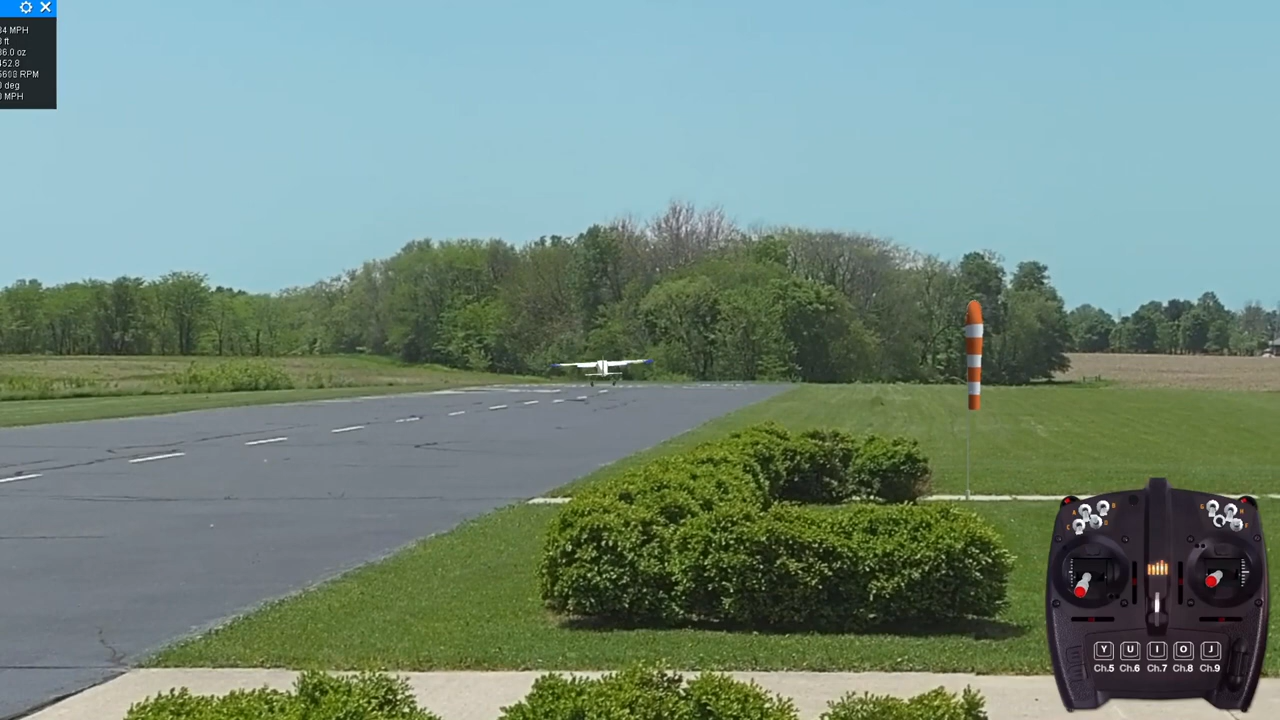 34 MPH
ft
36.0 oz
452.8
5608 RPM
deg
MPH
A
B
G
H
E
F
Y U I O J
Ch.5 Ch.6 Ch.7 Ch.8 Ch.9